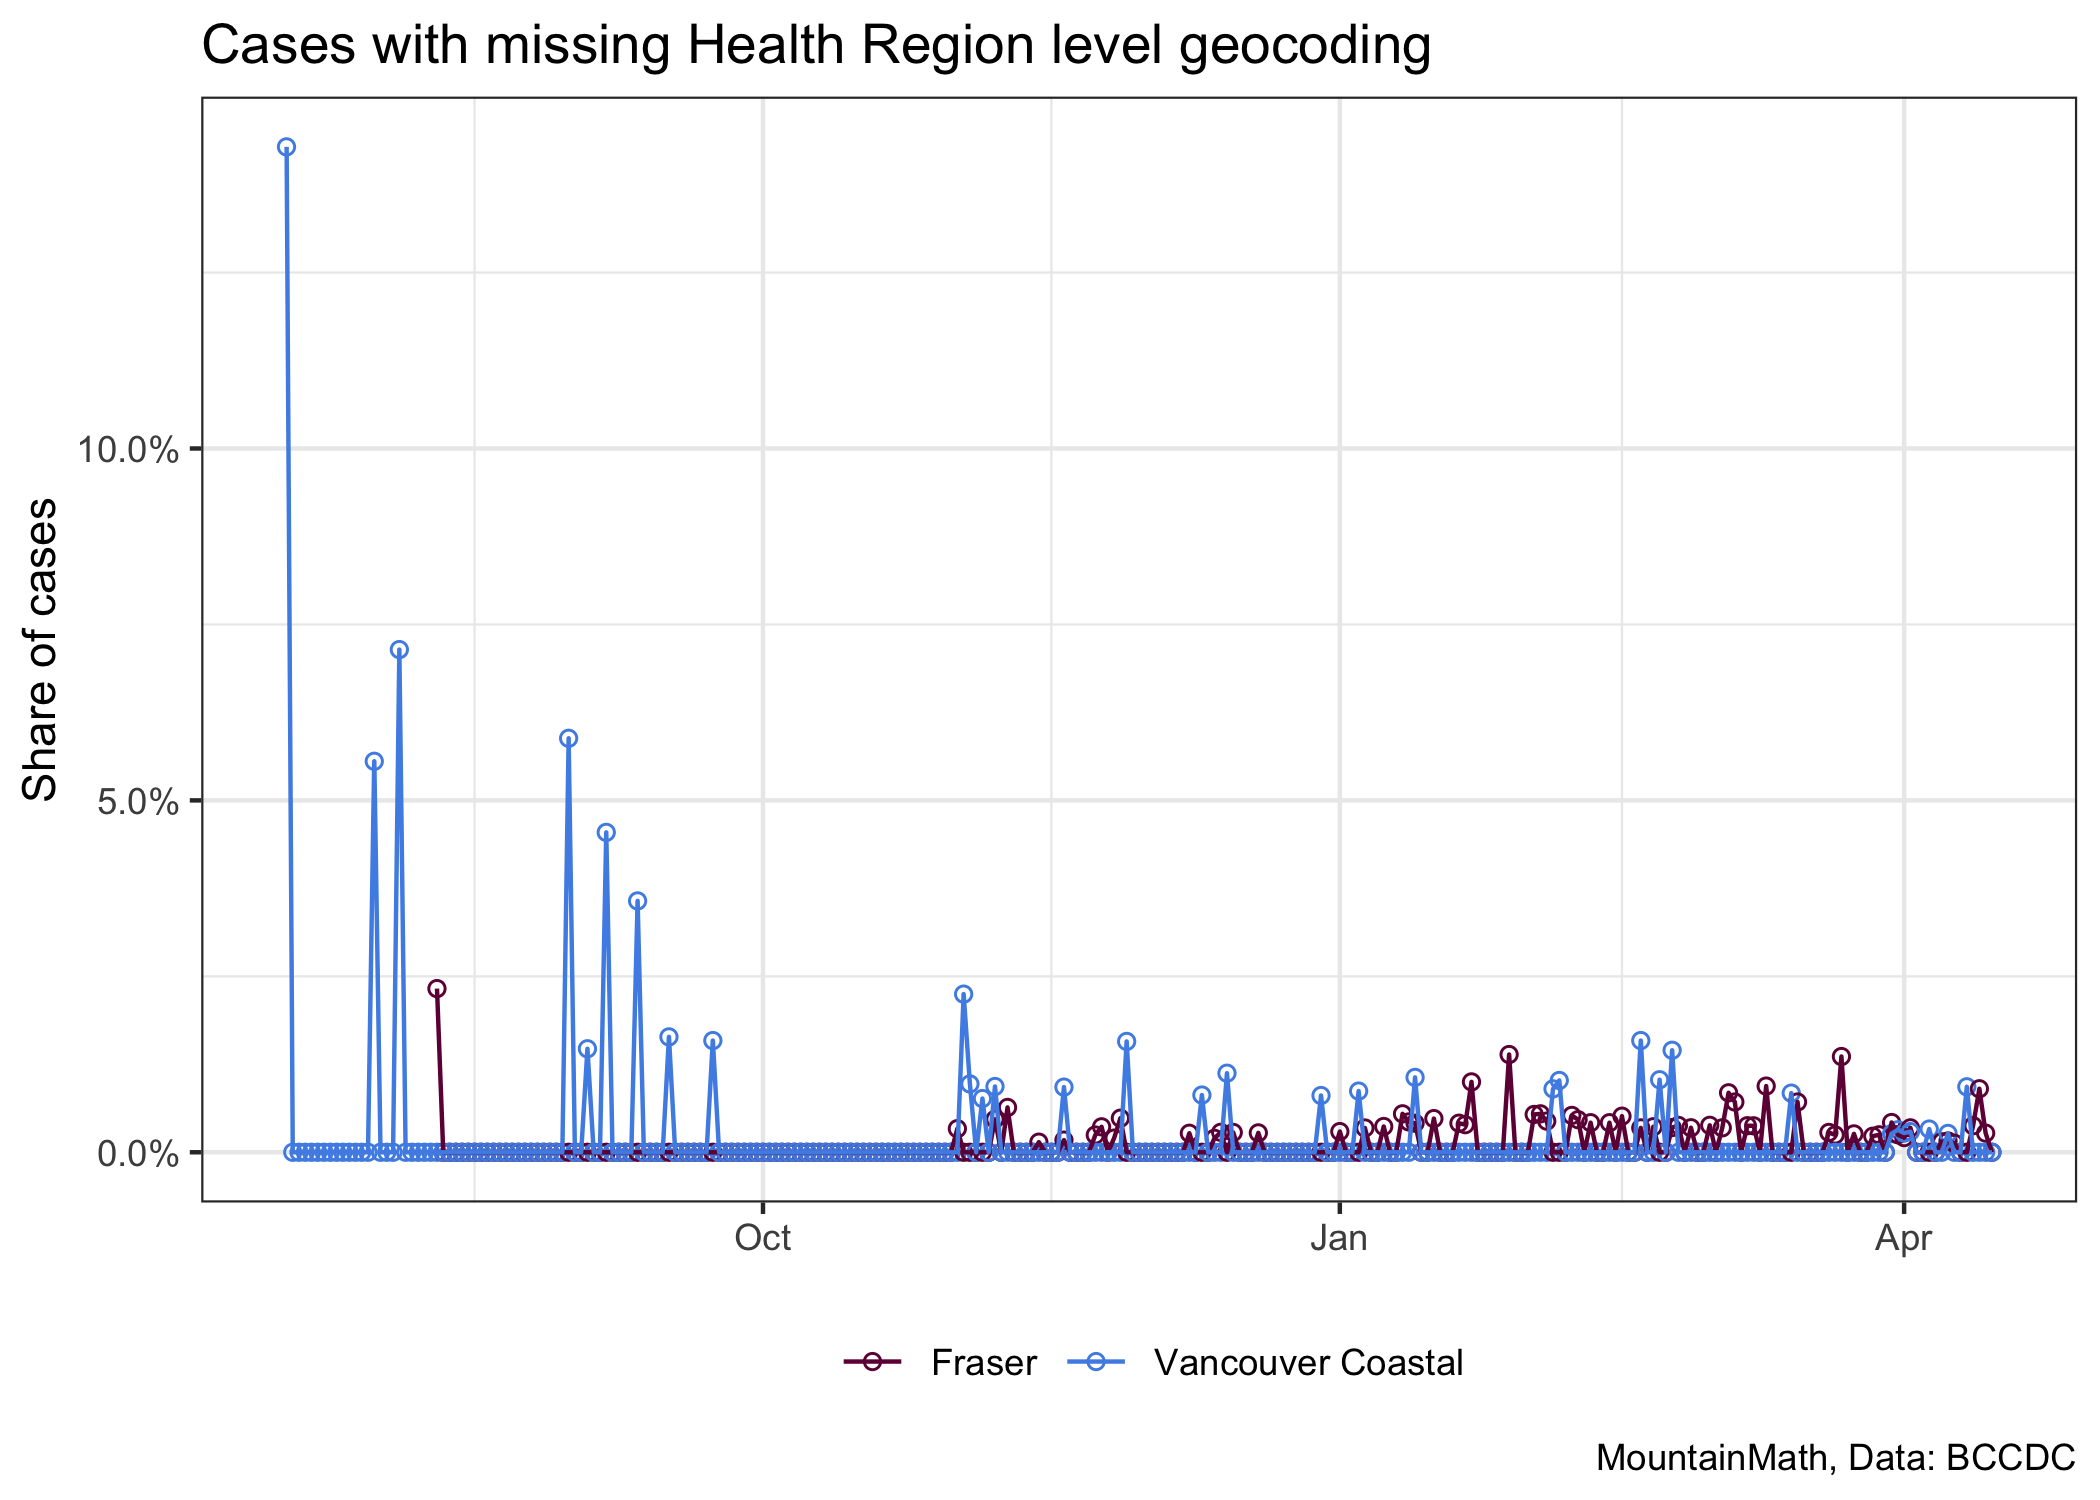 Cases with missing Health Region level geocoding
Share of cases
10.0%
5.0%
0.0%
Oct
Jan
Apr
Fraser
Vancouver Coastal
MountainMath, Data: BCCDC